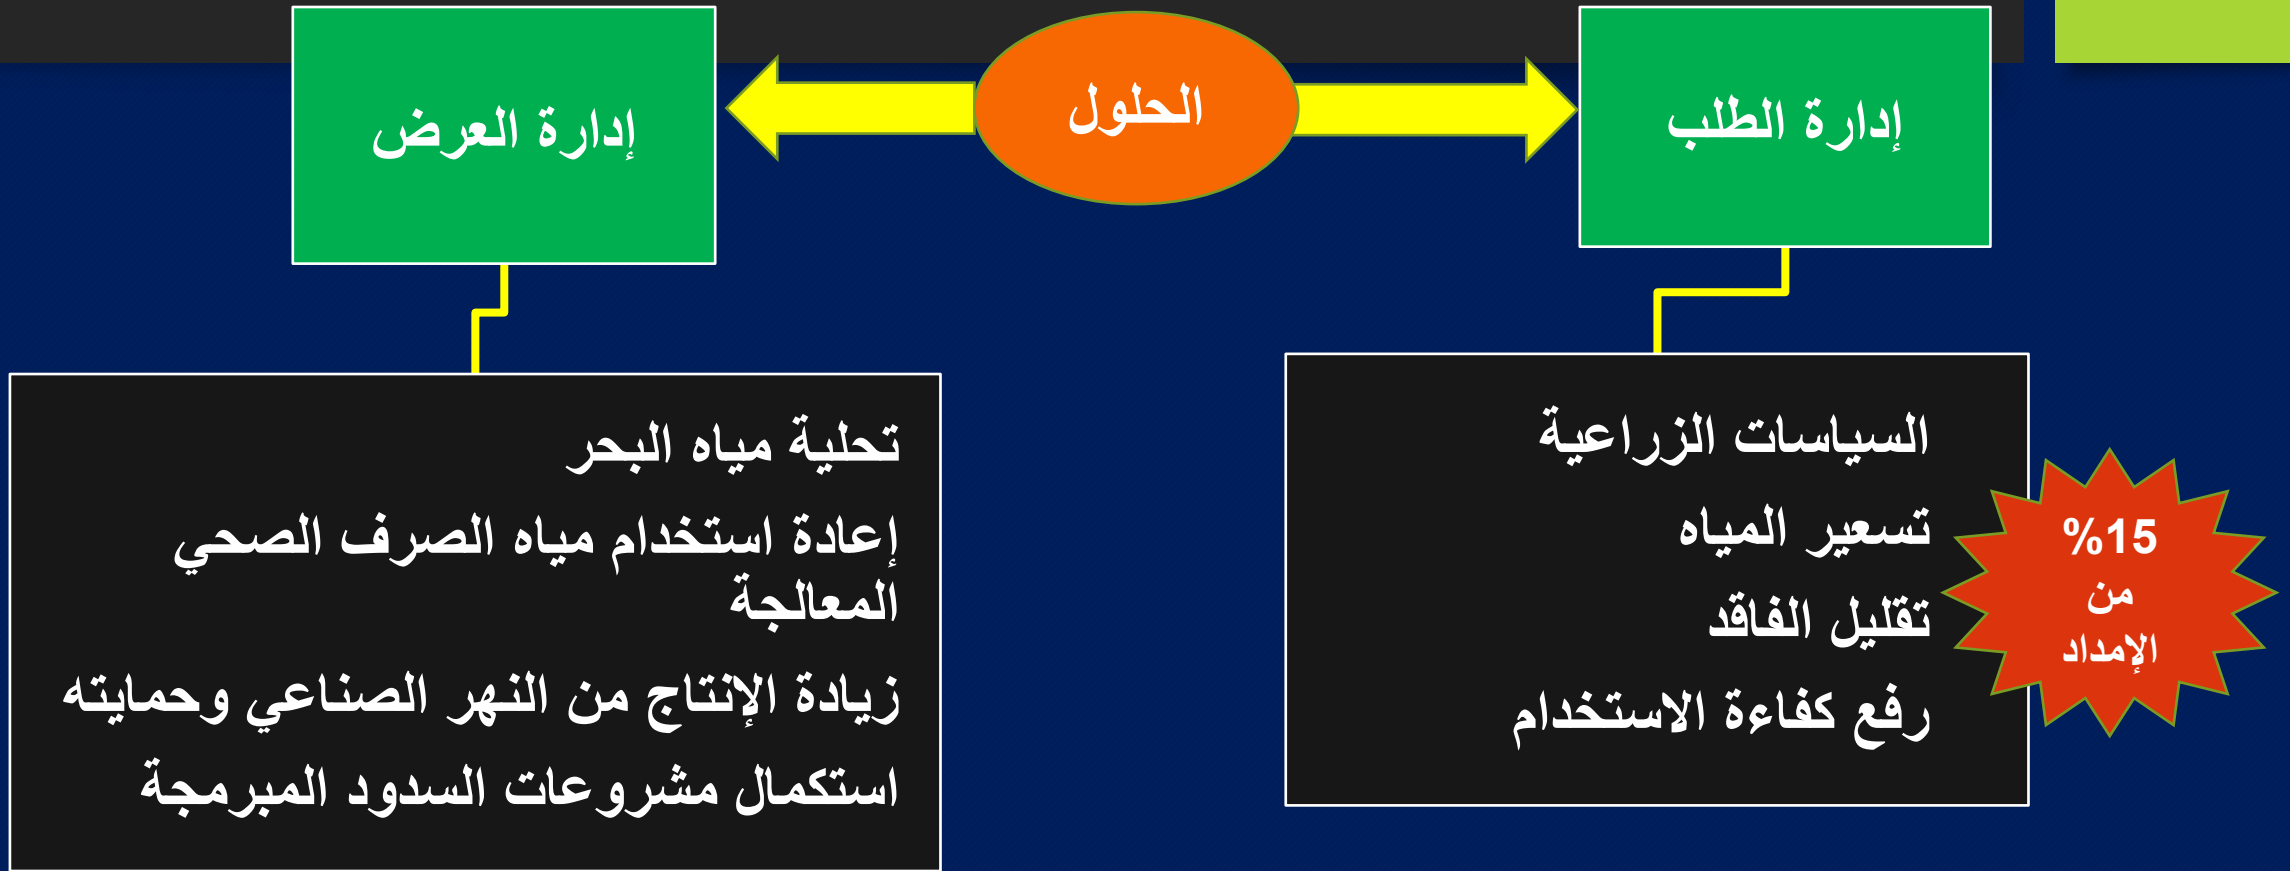 الحلول
إدارة الطلب
السياسات الزراعية
تسعير المياه
تقليل الفاقد
رفع كفاءة الاستخدام
%15
من
الإمداد
إدارة العرض
تحلية مياه البحر
إعادة استخدام مياه الصرف الصحي
المعالجة
زيادة الإنتاج من النهر الصناعي وحمايته
استكمال مشروعات السدود المبرمجة